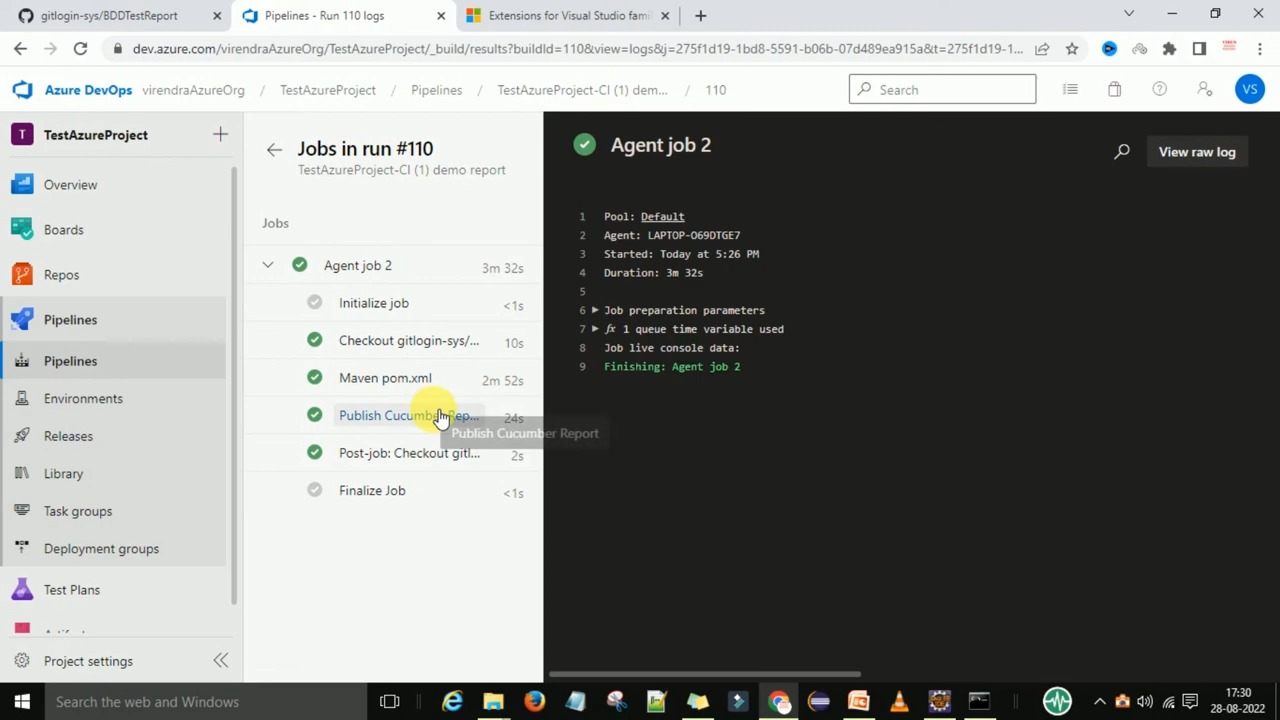 gitlogin-sys/BDDTestReport
Pipelines - Run 110 logs
Extensions for Visual Studio famil
dev.azure.com/virendraAzureOrg/TestAzureProject/_build/results?buildId=110&view=logs&j=275f1d19-1bd8-5591-b06b-07d489ea915a&t=275f1d19-1...
Azure DevOps virendraAzureOrg / TestAzureProject / Pipelines / TestAzureProject-CI (1) demo... / 110
Search
VS
T TestAzureProject
Overview
Boards
Repos
Pipelines
Pipelines
Environments
Releases
Library
Task groups
Deployment groups
Test Plans
Project settings
Jobs in run #110
TestAzureProject-CI (1) demo report
Jobs
Agent job 2 3m 32s
Initialize job <1s
Checkout gitlogin-sys/... 10s
Maven pom.xml 2m 52s
Publish Cucumber Rep... 24s
Publish Cucumber Report
Post-job: Checkout gitl... 2s
Finalize Job <1s
Agent job 2
View raw log
1 Pool: Default
2 Agent: LAPTOP-O69DTGE7
3 Started: Today at 5:26 PM
4 Duration: 3m 32s
5
6 Job preparation parameters
7 fx 1 queue time variable used
8 Job live console data:
9 Finishing: Agent job 2
Search the web and Windows
17:30
28-08-2022